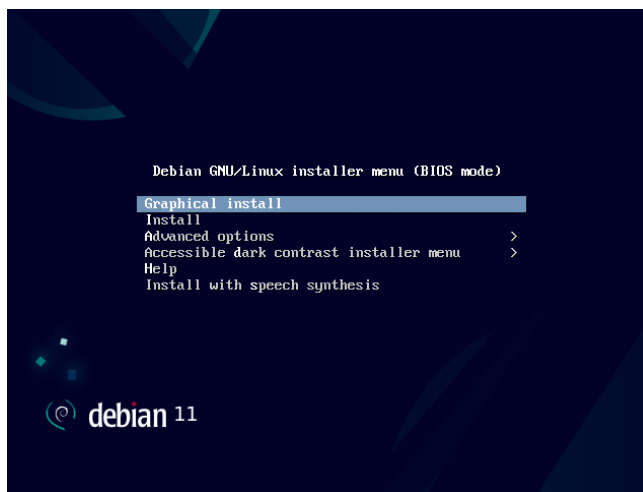 Debian GNU/Linux installer menu (BIOS mode)
Graphical install
Install
Advanced options >
Accessible dark contrast installer menu >
Help
Install with speech synthesis
debian 11